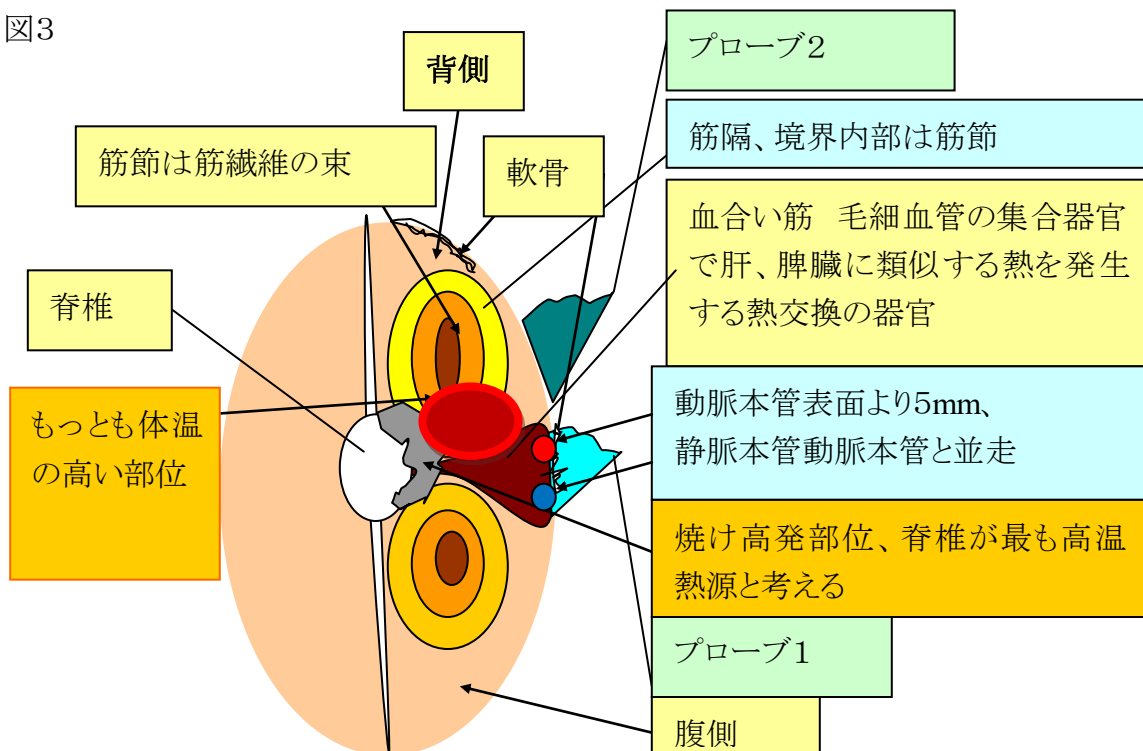 図3
プローブ2
背側
筋隔、境界内部は筋節
筋節は筋繊維の束
軟骨
血合い筋 毛細血管の集合器官
で肝、脾臓に類似する熱を発生
する熱交換の器官
脊椎
もっとも体温
の高い部位
動脈本管表面より5mm、
静脈本管動脈本管と並走
焼け高発部位、脊椎が最も高温
熱源と考える
プローブ1
腹側